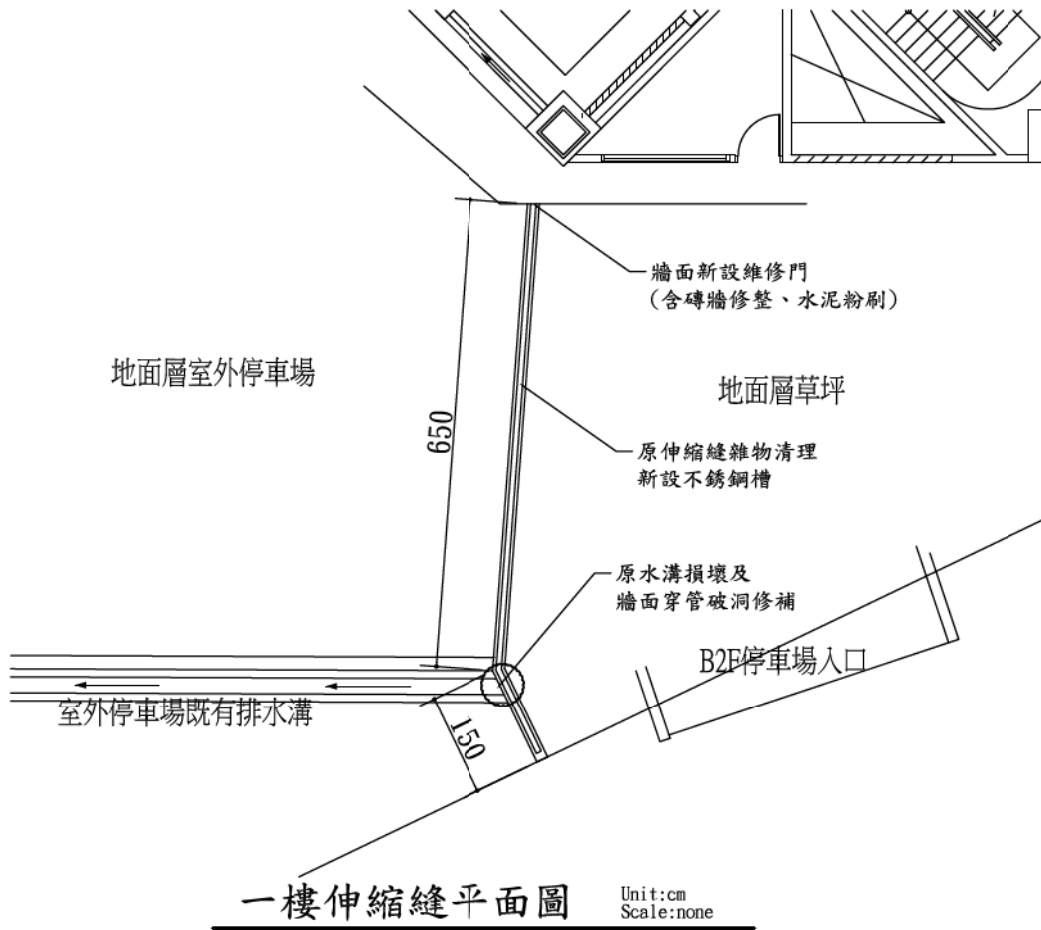 牆面新設維修門
(含磚牆修整、水泥粉刷)
地面層室外停車場
地面層草坪
650
原伸縮縫雜物清理
新設不銹鋼槽
原水溝損壞及
牆面穿管破洞修補
B2F停車場入口
室外停車場既有排水溝
150
一樓伸縮縫平面圖
Unit:cm
Scale:none